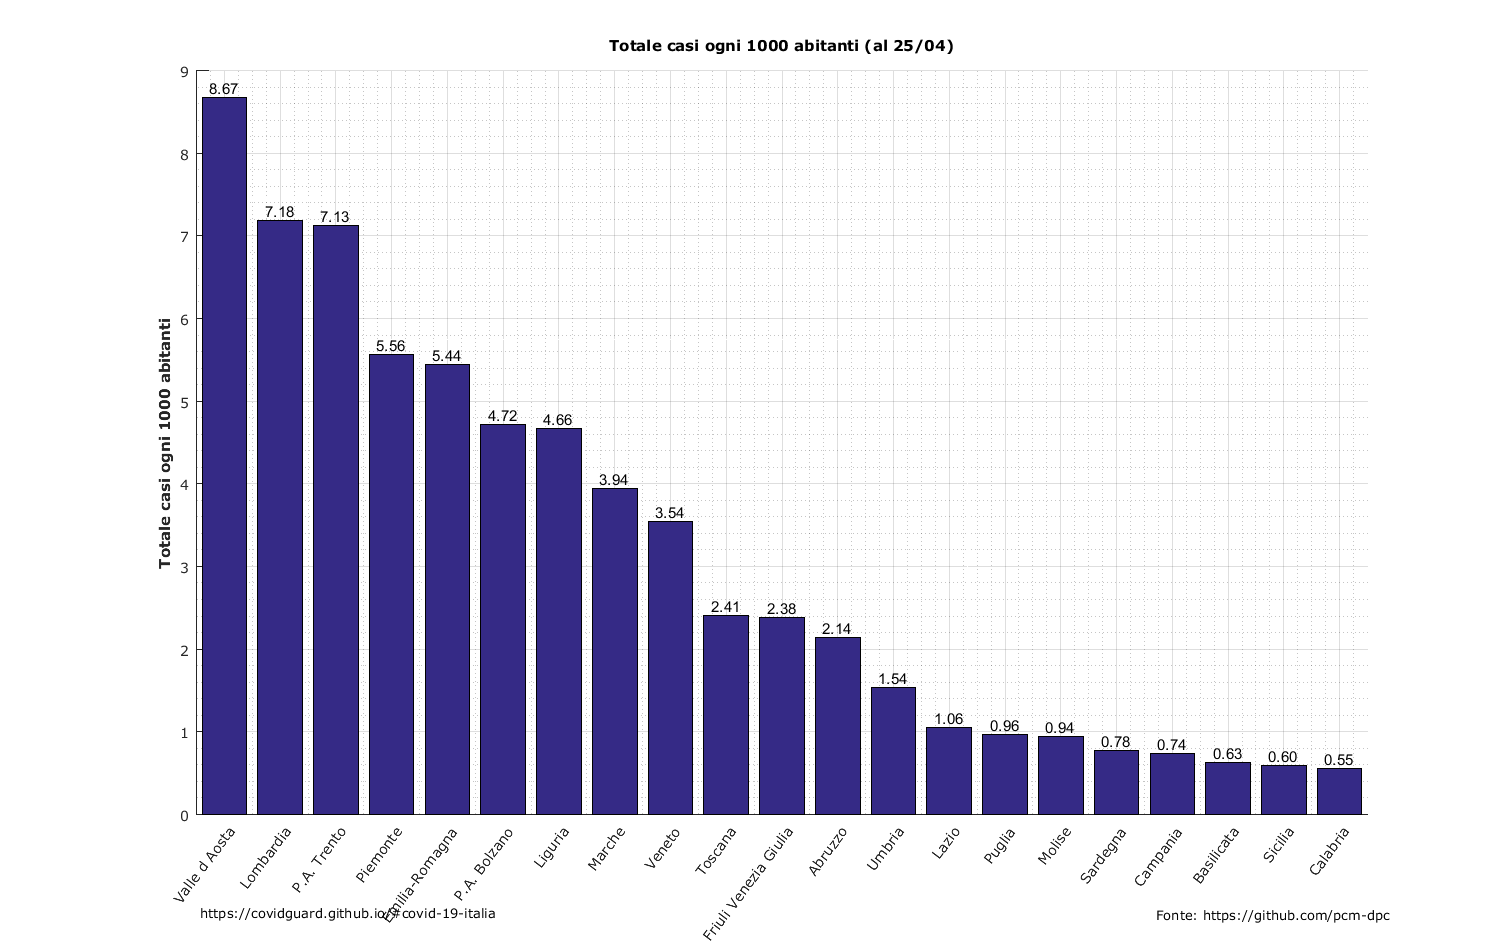 Totale casi ogni 1000 abitanti (al 25/04)
Totale casi ogni 1000 abitanti
9
8
7
6
5
4
3
2
1
0
8.67
7.18
7.13
5.56
5.44
4.72
4.66
3.94
3.54
2.41
2.38
2.14
1.54
1.06
0.96
0.94
0.78
0.74
0.63
0.60
0.55
Valle d Aosta
Lombardia
P.A. Trento
Piemonte
Emilia-Romagna
P.A. Bolzano
Liguria
Marche
Veneto
Toscana
Friuli Venezia Giulia
Abruzzo
Umbria
Lazio
Puglia
Molise
Sardegna
Campania
Basilicata
Sicilia
Calabria
https://covidguard.github.io/#covid-19-italia
Fonte: https://github.com/pcm-dpc